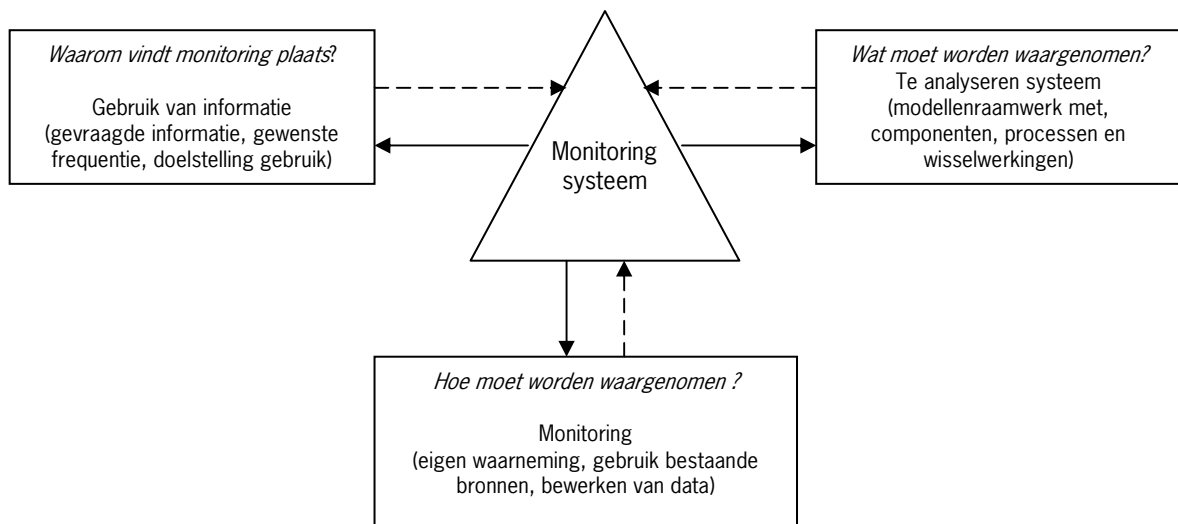 Waarom vindt monitoring plaats?
Gebruik van informatie
(gevraagde informatie, gewenste
frequentie, doelstelling gebruik)
Monitoring
systeem
Wat moet worden waargenomen?
Te analyseren systeem
(modellenraamwerk met,
componenten, processen en
wisselwerkingen)
Hoe moet worden waargenomen ?
Monitoring
(eigen waarneming, gebruik bestaande
bronnen, bewerken van data)